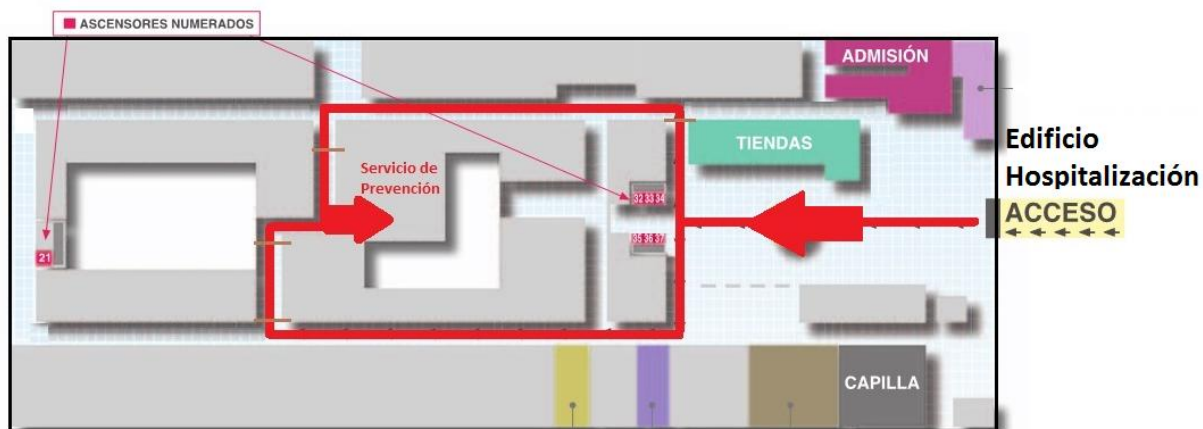 ASCENSORES NUMERADOS
ADMISIÓN
TIENDAS
Edificio
Hospitalización
ACCESO
Servicio de
Prevención
32 33 34
35 36 37
21
CAPILLA